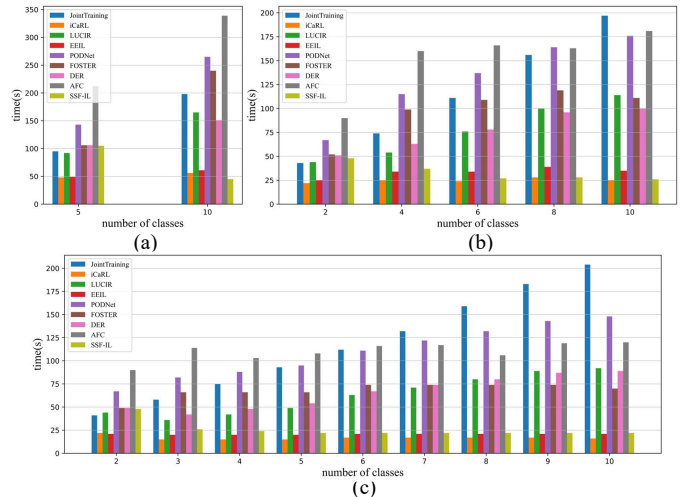 350
300
250
200
150
100
50
0
time(s)
JointTraining
iCaRL
LUCIR
EEIL
PODNet
FOSTER
DER
AFC
SSF-IL
5
10
number of classes
(a)
200
175
150
125
100
75
50
25
0
time(s)
JointTraining
iCaRL
LUCIR
EEIL
PODNet
FOSTER
DER
AFC
SSF-IL
2
4
6
8
10
number of classes
(b)
200
175
150
125
100
75
50
25
0
time(s)
JointTraining
iCaRL
LUCIR
EEIL
PODNet
FOSTER
DER
AFC
SSF-IL
2
3
4
5
6
7
8
9
10
number of classes
(c)